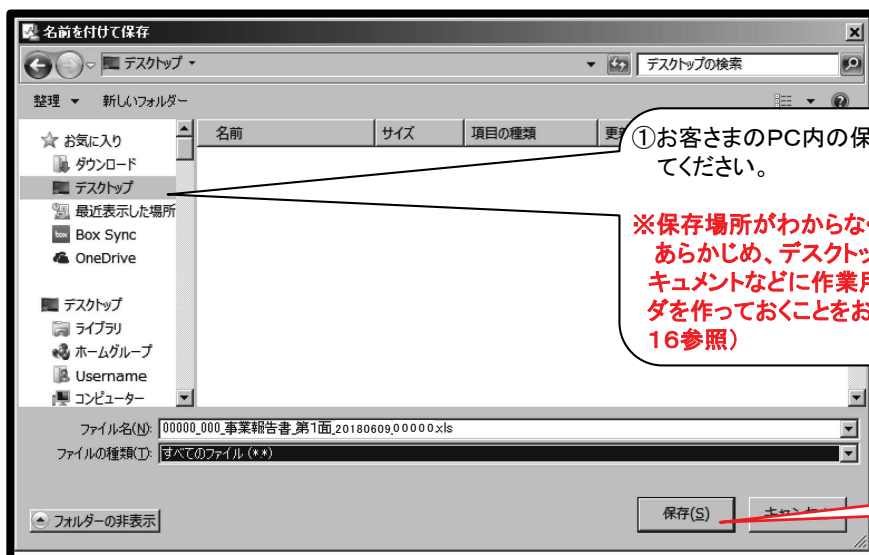 名前を付けて保存
デスクトップ
デスクトップの検索
整理 新しいフォルダー
お気に入り
ダウンロード
デスクトップ
最近表示した場所
Box Sync
OneDrive
デスクトップ
ライブラリ
ホームグループ
Username
コンピューター
名前 サイズ 項目の種類 更
①お客さまのPC内の保
てください。
※保存場所がわからな
あらかじめ、デスクトッ
キュメントなどに作業用
ダを作っておくことをお
16参照)
ファイル名(N): 00000_000_事業報告書_第1面_20180609_00000.xls
ファイルの種類(T): すべてのファイル (*.*)
フォルダーの非表示
保存(S) キャンセル